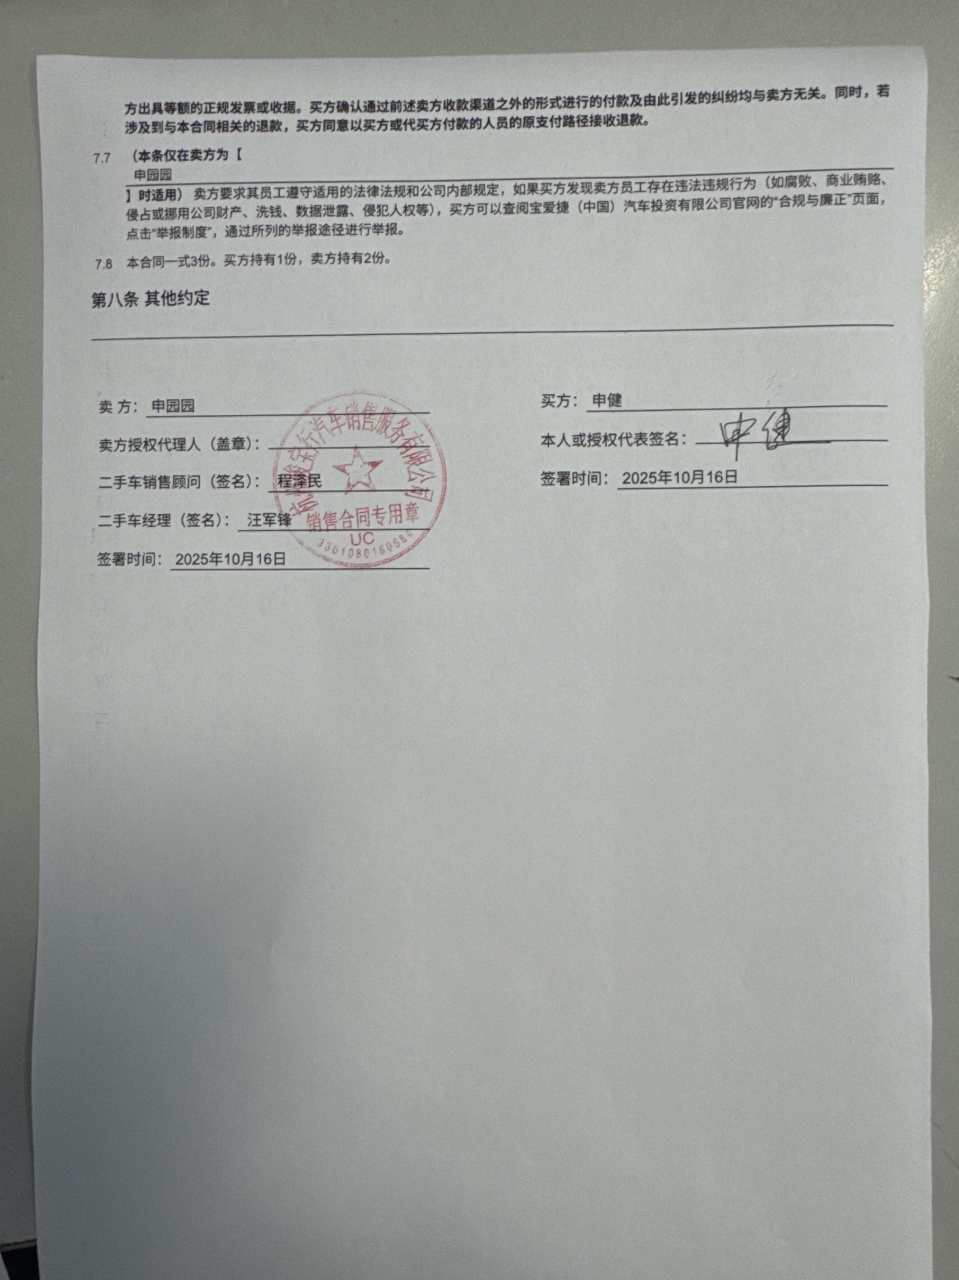 方出具等额的正规发票或收据。买方确认通过前述卖方收款渠道之外的形式进行的付款及由此引发的纠纷均与卖方无关。同时，若
涉及到与本合同相关的退款，买方同意以买方或代买方付款的人员的原支付路径接收退款。
7.7 （本条仅在卖方为【
申园园
】时适用）卖方要求其员工遵守适用的法律法规和公司内部规定，如果买方发现卖方员工存在违法违规行为（如腐败、商业贿赂、
侵占或挪用公司财产、洗钱、数据泄露、侵犯人权等），买方可以查阅宝爱捷（中国）汽车投资有限公司官网的“合规与廉正”页面，
点击“举报制度”，通过所列的举报途径进行举报。
7.8 本合同一式3份。买方持有1份，卖方持有2份。
第八条 其他约定
卖 方： 申园园
卖方授权代理人（盖章）：
二手车销售顾问（签名）： 程泽民
二手车经理（签名）： 汪军锋
签署时间： 2025年10月16日
宝行汽车销售服务有限公司
销售合同专用章
UC
买方： 申健
本人或授权代表签名： 申健
签署时间： 2025年10月16日